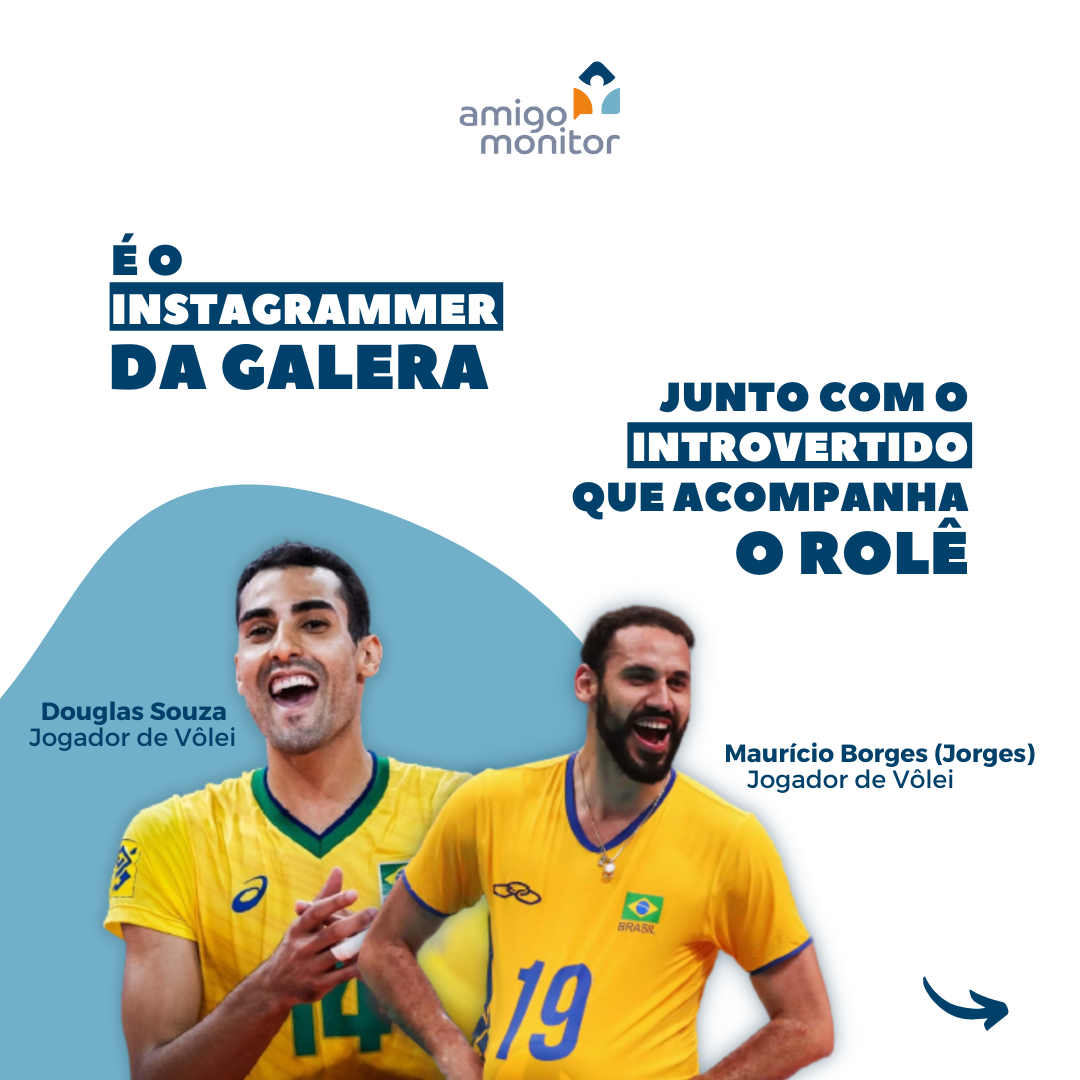 amigo
monitor
É O
INSTAGRAMMER
DA GALERA
JUNTO COM O
INTROVERTIDO
QUE ACOMPANHA
O ROLÊ
Douglas Souza
Jogador de Vôlei
Maurício Borges (Jorges)
Jogador de Vôlei
BRASIL
14
19